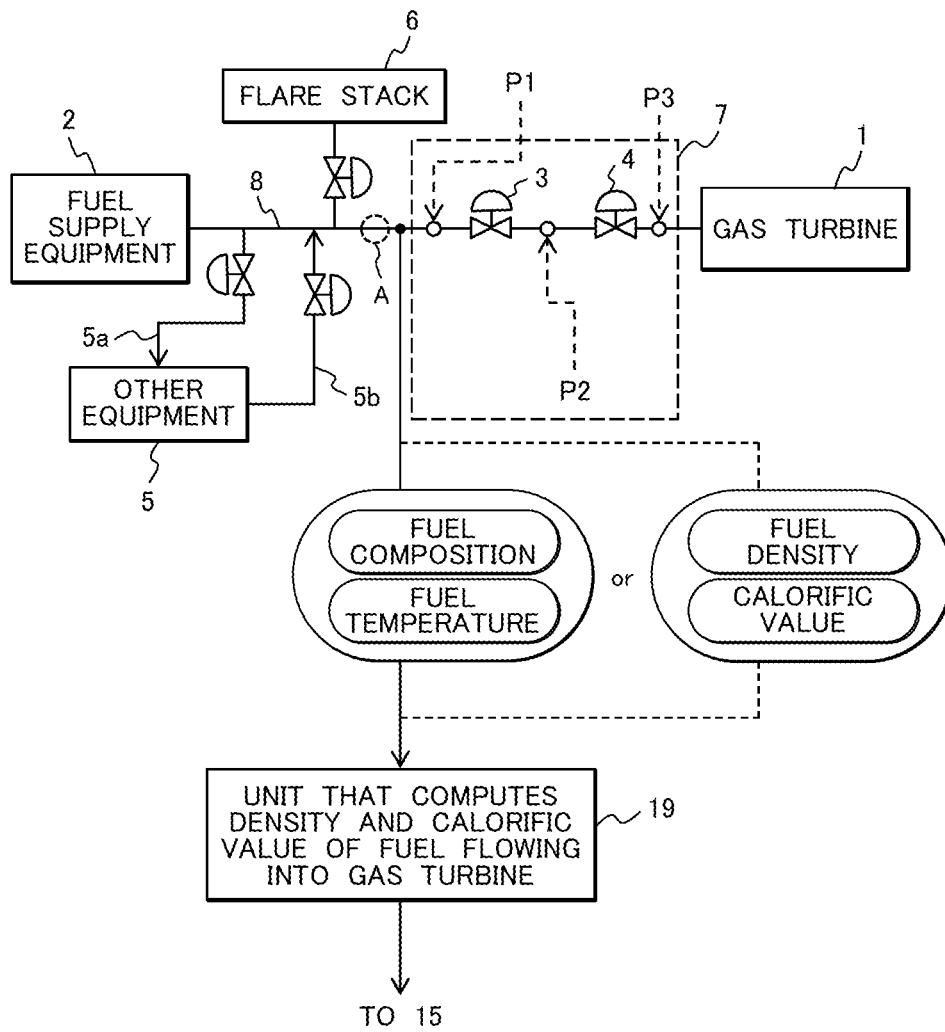 6
FLARE STACK
P1
P3
7
2
1
FUEL
SUPPLY
EQUIPMENT
8
3
4
GAS TURBINE
A
5a
5b
P2
OTHER
EQUIPMENT
5
FUEL
COMPOSITION
FUEL
TEMPERATURE
or
FUEL
DENSITY
CALORIFIC
VALUE
UNIT THAT COMPUTES
DENSITY AND CALORIFIC
VALUE OF FUEL FLOWING
INTO GAS TURBINE
19
TO 15